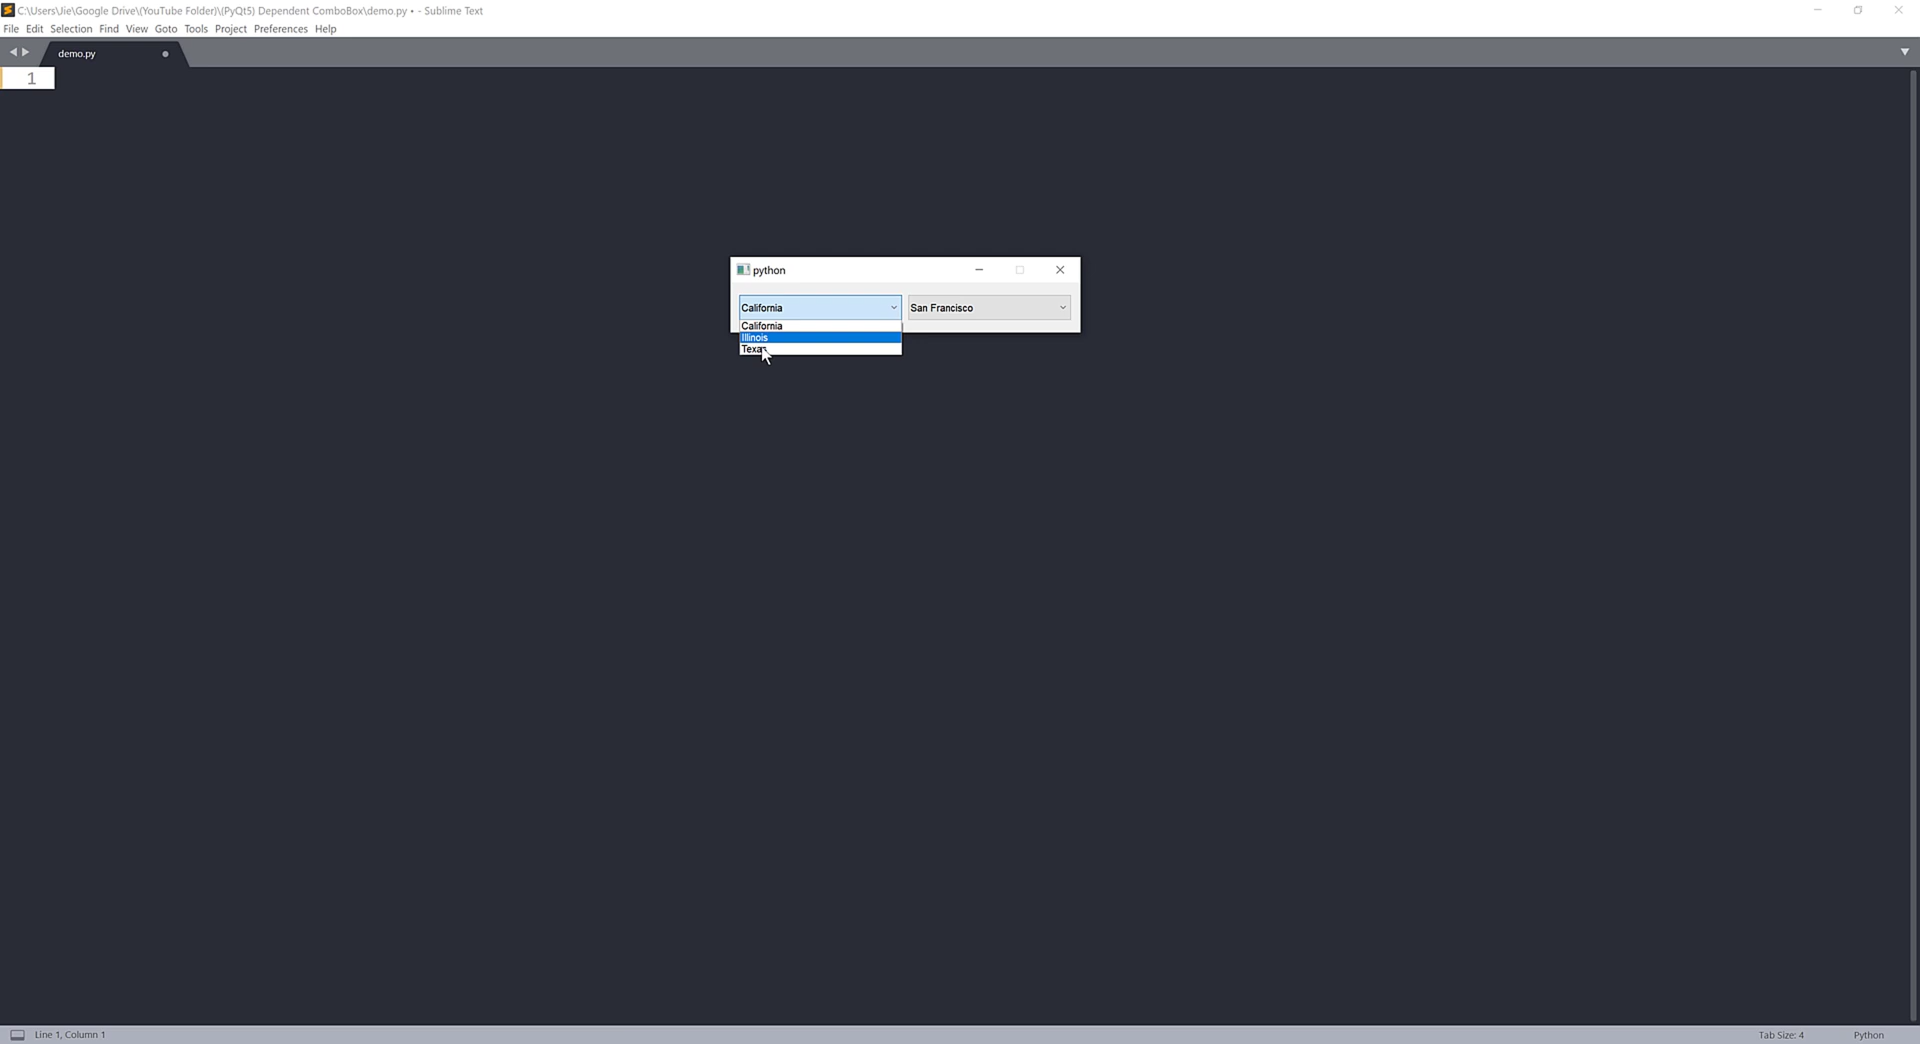 C:\Users\Jie\Google Drive\(YouTube Folder)\(PyQt5) Dependent ComboBox\demo.py • - Sublime Text
File Edit Selection Find View Goto Tools Project Preferences Help
demo.py
1
python
California San Francisco
California
Illinois
Texas
Line 1, Column 1 Tab Size: 4 Python